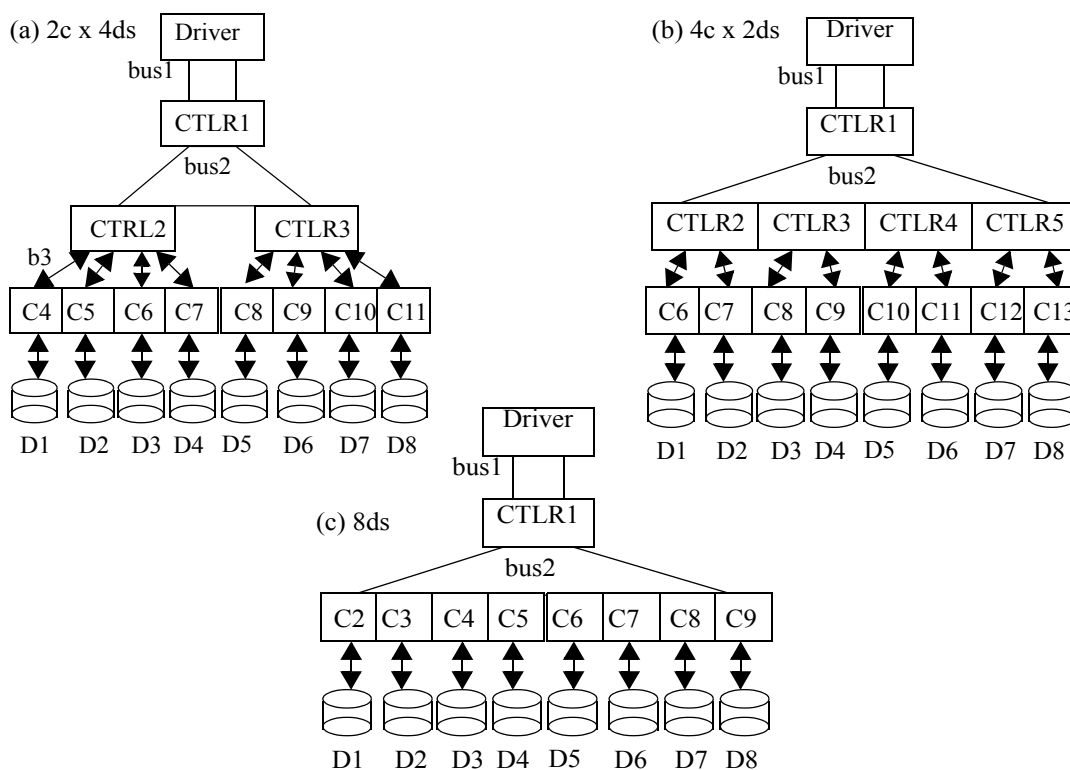 (a) 2c x 4ds
Driver
bus1
CTLR1
bus2
CTRL2 CTLR3
b3
C4 C5 C6 C7 C8 C9 C10 C11
D1 D2 D3 D4 D5 D6 D7 D8
(b) 4c x 2ds
Driver
bus1
CTLR1
bus2
CTLR2 CTLR3 CTLR4 CTLR5
C6 C7 C8 C9 C10 C11 C12 C13
D1 D2 D3 D4 D5 D6 D7 D8
(c) 8ds
Driver
bus1
CTLR1
bus2
C2 C3 C4 C5 C6 C7 C8 C9
D1 D2 D3 D4 D5 D6 D7 D8